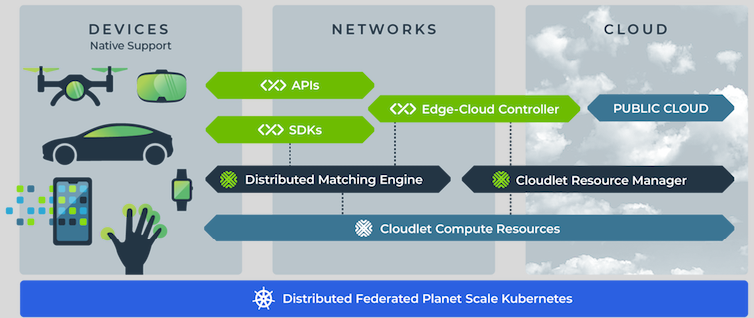 DEVICES
Native Support
NETWORKS
CLOUD
APIs
Edge-Cloud Controller
PUBLIC CLOUD
SDKs
Distributed Matching Engine
Cloudlet Resource Manager
Cloudlet Compute Resources
Distributed Federated Planet Scale Kubernetes